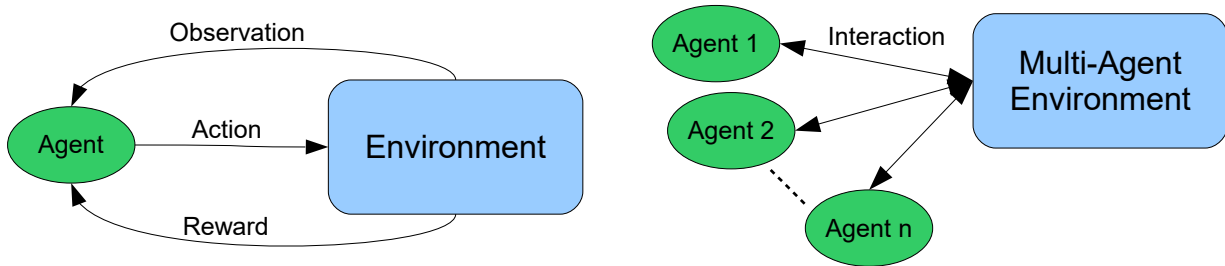 Observation
Agent
Action
Environment
Reward
Agent 1
Interaction
Multi-Agent
Environment
Agent 2
Agent n